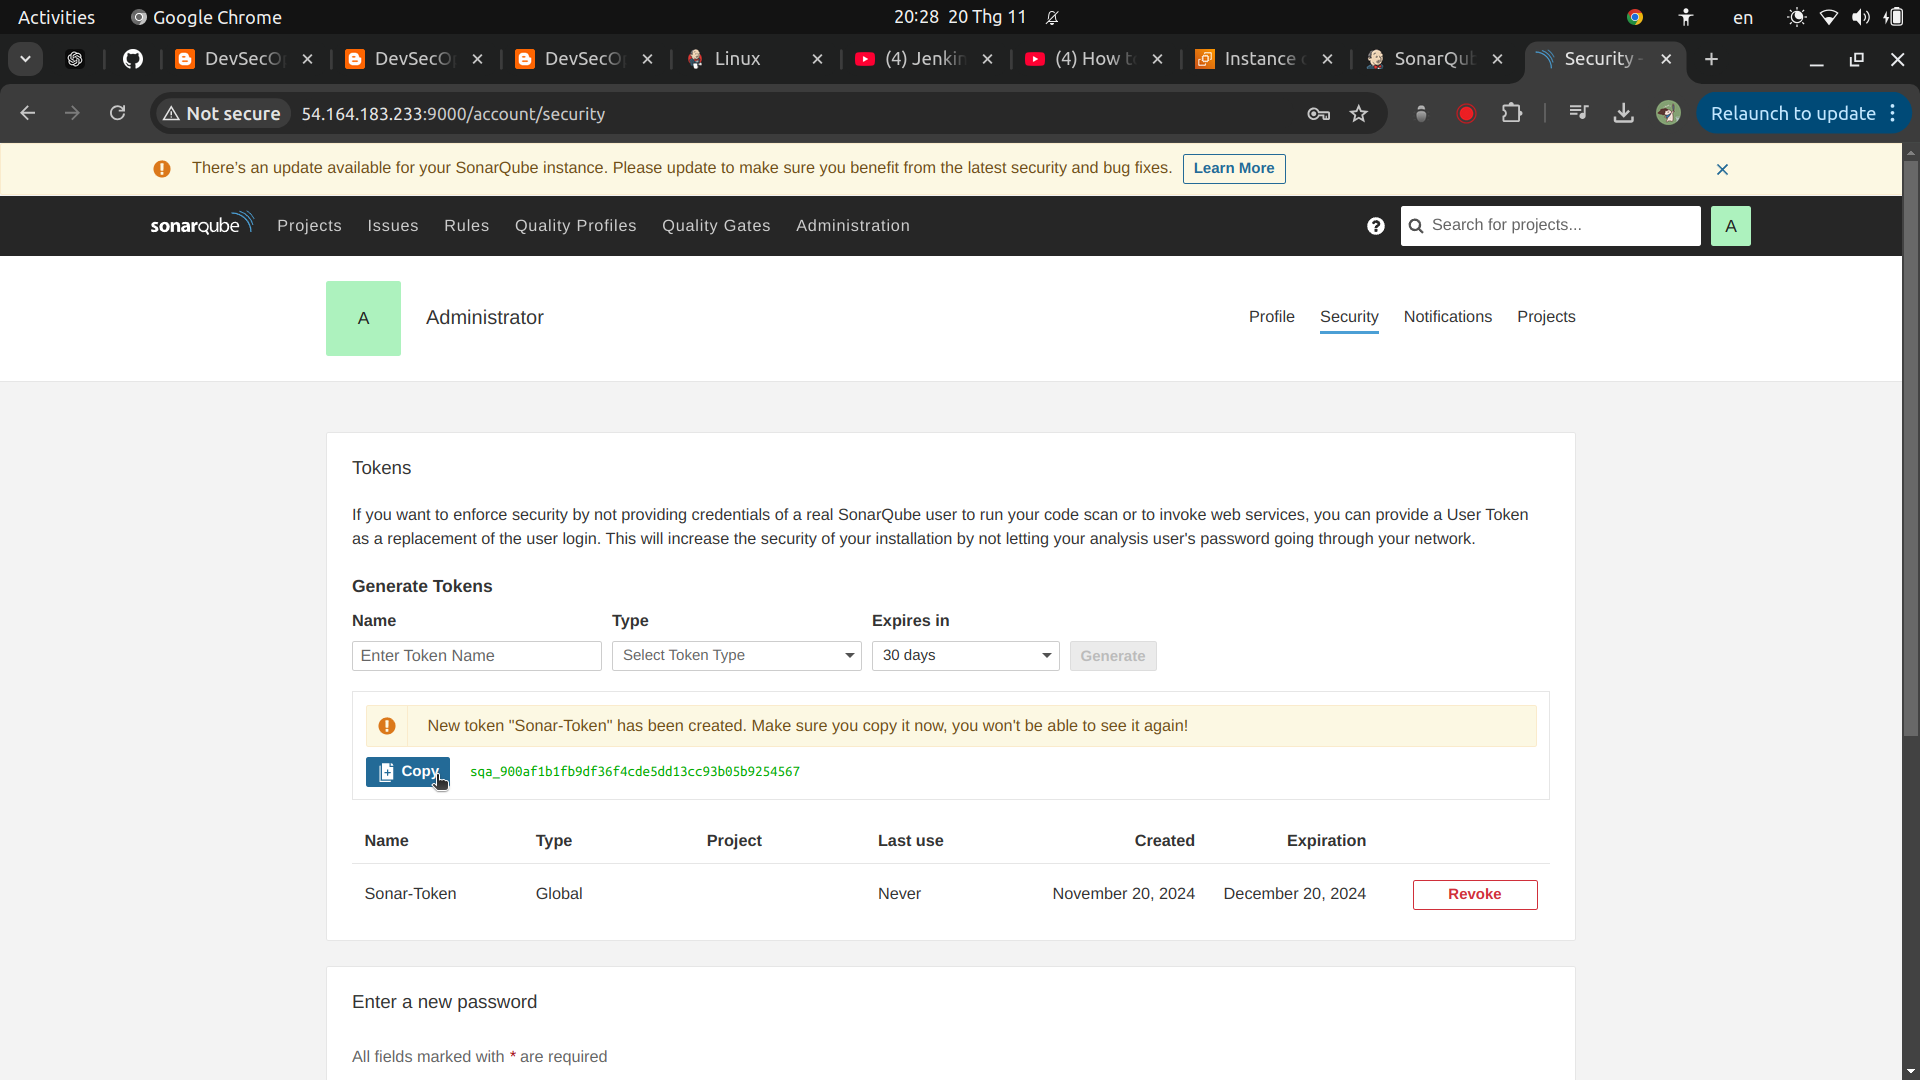 Activities
Google Chrome
20:28 20 Thg 11
en
DevSecO
DevSecO
DevSecO
Linux
(4) Jenkin
(4) How t
Instance
SonarQu
Security -
Not secure
54.164.183.233:9000/account/security
Relaunch to update
There's an update available for your SonarQube instance. Please update to make sure you benefit from the latest security and bug fixes.
Learn More
sonarqube
Projects
Issues
Rules
Quality Profiles
Quality Gates
Administration
Search for projects...
A
A
Administrator
Profile
Security
Notifications
Projects
Tokens
If you want to enforce security by not providing credentials of a real SonarQube user to run your code scan or to invoke web services, you can provide a User Token
as a replacement of the user login. This will increase the security of your installation by not letting your analysis user's password going through your network.
Generate Tokens
Name
Type
Expires in
Enter Token Name
Select Token Type
30 days
Generate
New token "Sonar-Token" has been created. Make sure you copy it now, you won't be able to see it again!
Copy
sqa_900af1b1fb9df36f4cde5dd13cc93b05b9254567
Name
Type
Project
Last use
Created
Expiration
Sonar-Token
Global
Never
November 20, 2024
December 20, 2024
Revoke
Enter a new password
All fields marked with * are required